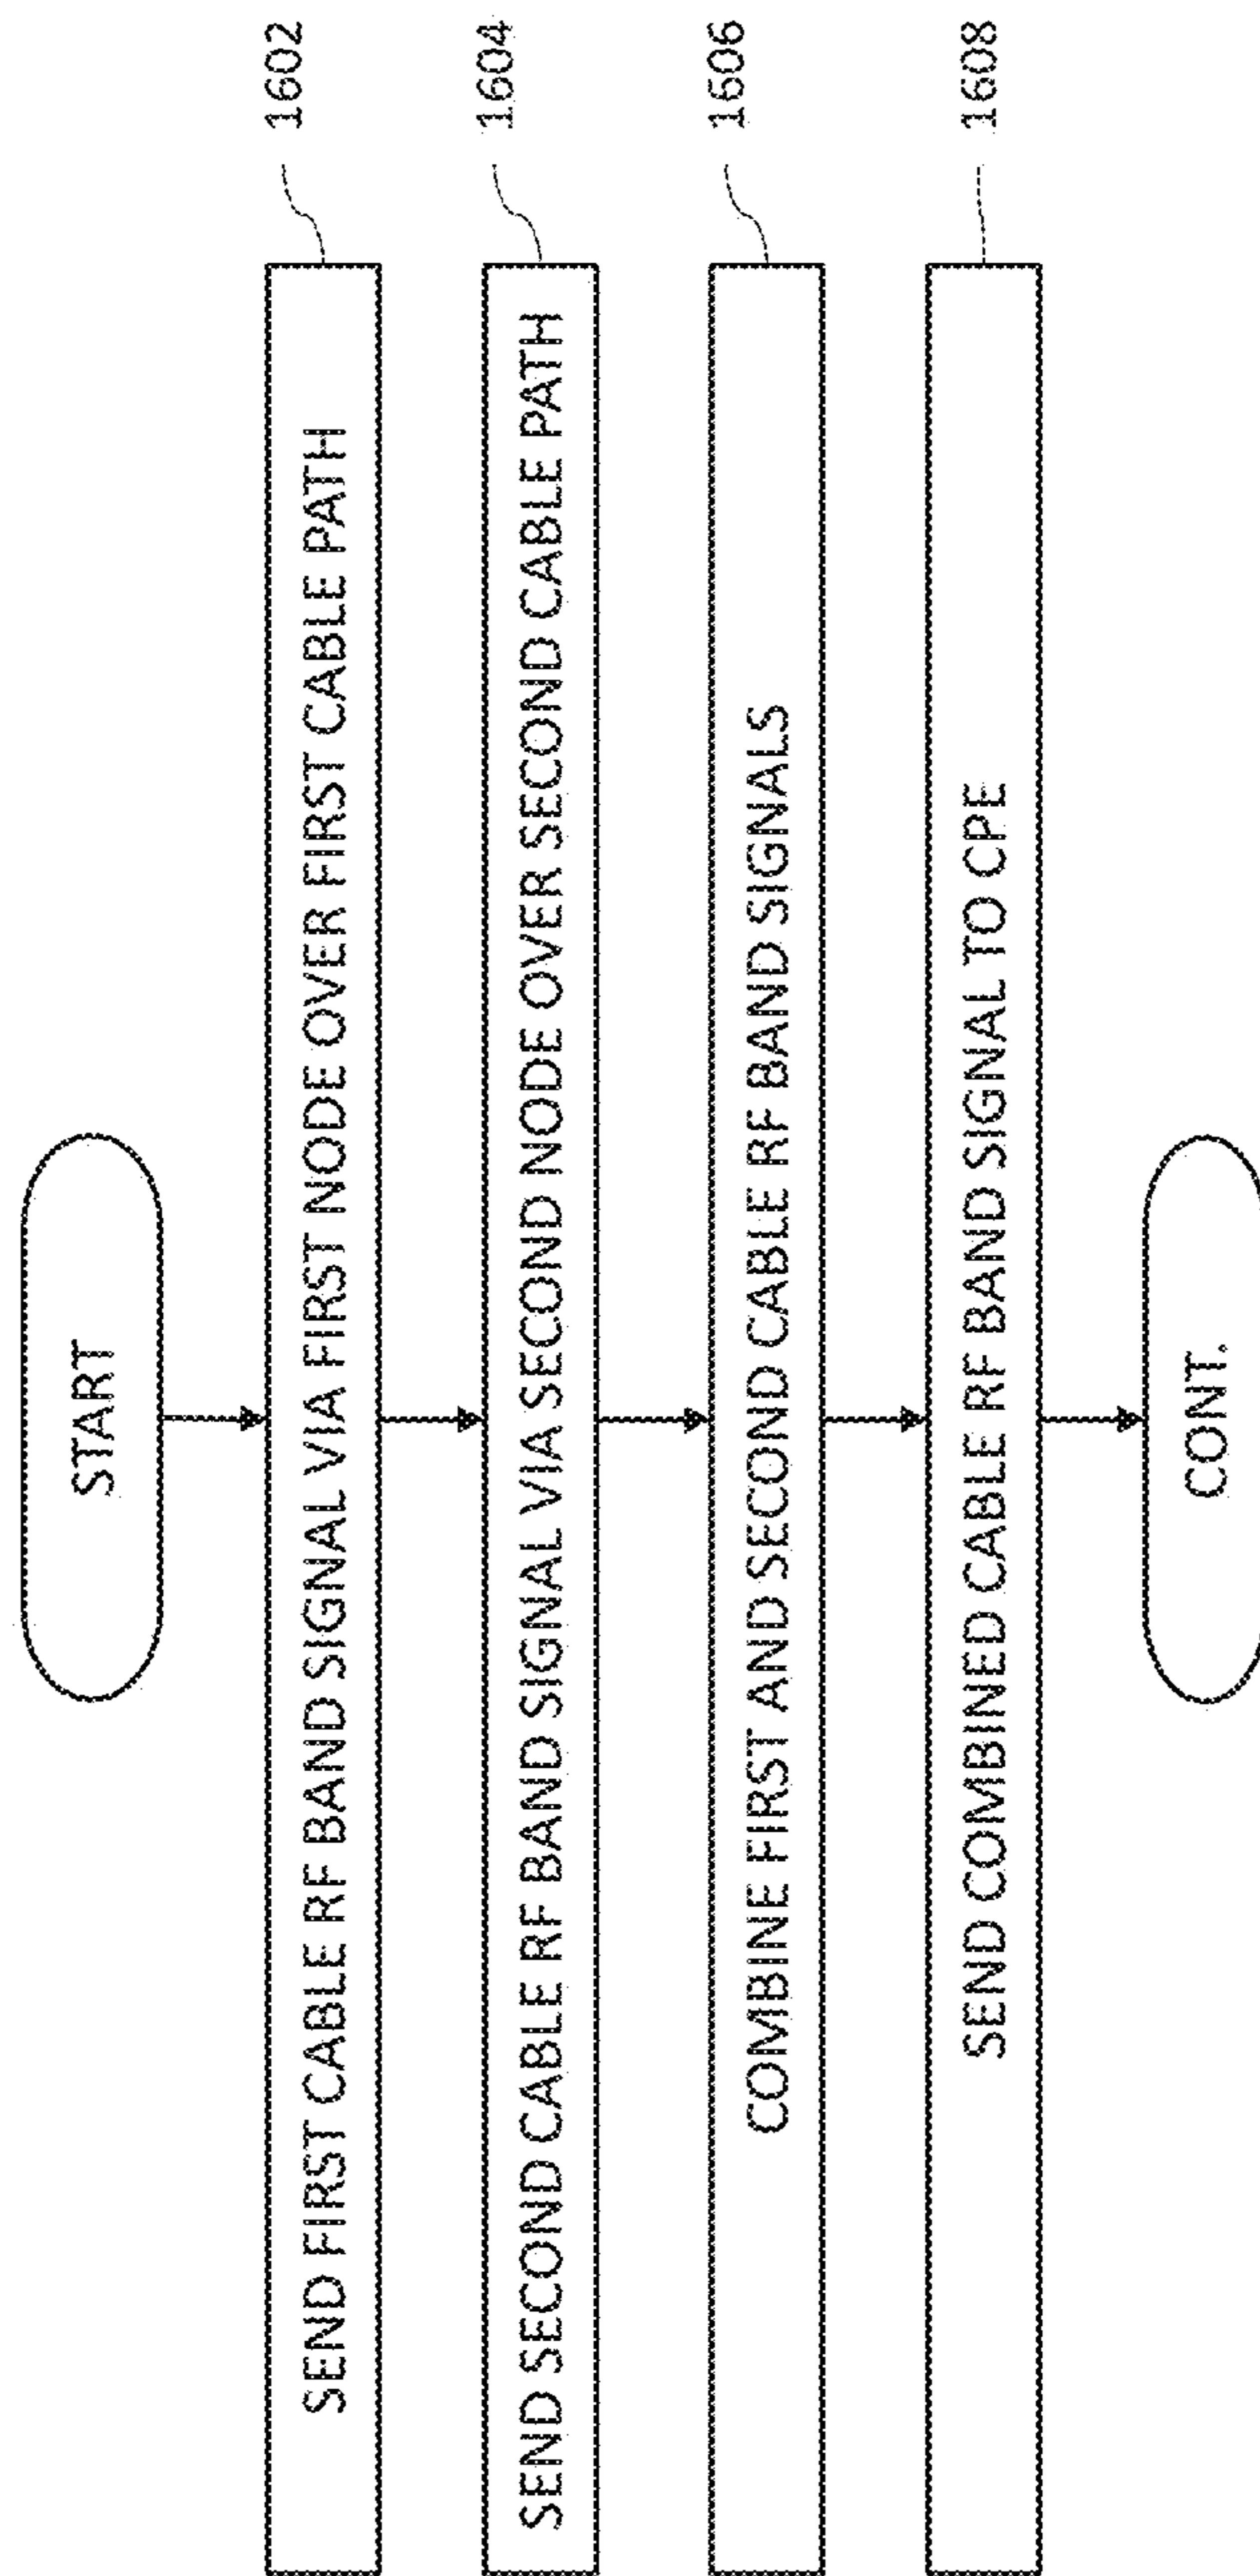 START
SEND FIRST CABLE RF BAND SIGNAL VIA FIRST NODE OVER FIRST CABLE PATH
1602
SEND SECOND CABLE RF BAND SIGNAL VIA SECOND NODE OVER SECOND CABLE PATH
1604
COMBINE FIRST AND SECOND CABLE RF BAND SIGNALS
1606
SEND COMBINED CABLE RF BAND SIGNAL TO CPE
1608
CONT.